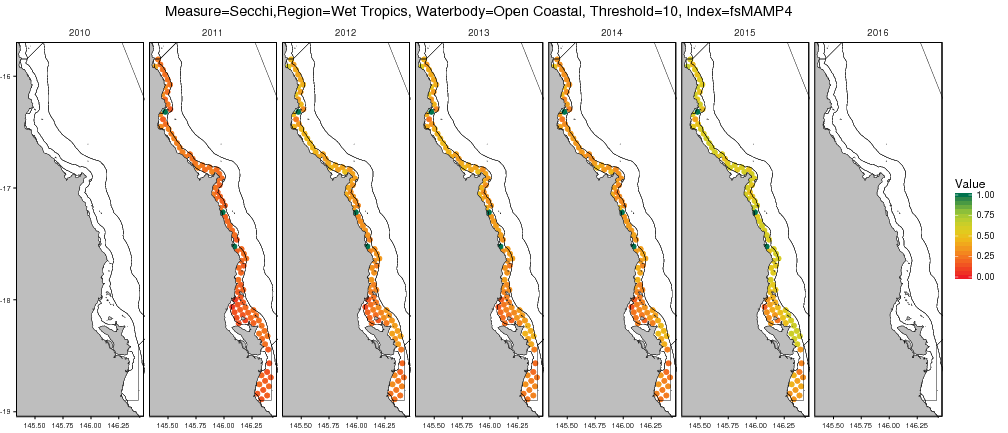 Measure=Secchi,Region=Wet Tropics, Waterbody=Open Coastal, Threshold=10, Index=fsMAMP4
2010 2011 2012 2013 2014 2015 2016
-16
-17
-18
-19
145.50 145.75 146.00 146.25 145.50 145.75 146.00 146.25 145.50 145.75 146.00 146.25 145.50 145.75 146.00 146.25 145.50 145.75 146.00 146.25 145.50 145.75 146.00 146.25 145.50 145.75 146.00 146.25
Value
1.00
0.75
0.50
0.25
0.00